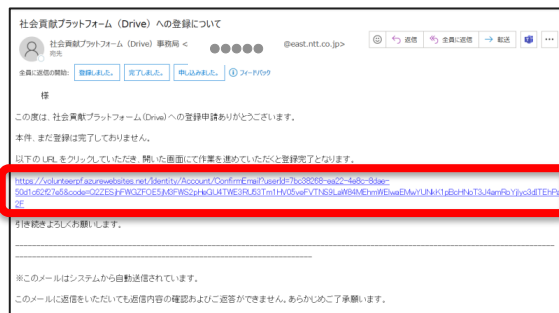 社会貢献プラットフォーム（Drive）への登録について
社会貢献プラットフォーム（Drive）事務局 < @east.ntt.co.jp>
宛先
返信 全員に返信 転送
全員に返信の開始: 登録しました。 完了しました。 申し込みました。 フィードバック
様
この度は、社会貢献プラットフォーム（Drive）への登録申請ありがとうございます。
本件、まだ登録は完了しておりません。
以下の URL をクリックしていただき、開いた画面にて作業を進めていただくと登録完了となります。
https://volunteerpf.azurewebsites.net/Identity/Account/ConfirmEmail?userId=7bc38258-ea22-4e8c-8dae-
2F
引き続きよろしくお願いします。
※このメールはシステムから自動送信されています。
このメールに返信をいただいても返信内容の確認およびご返答ができません。あらかじめご了承願います。